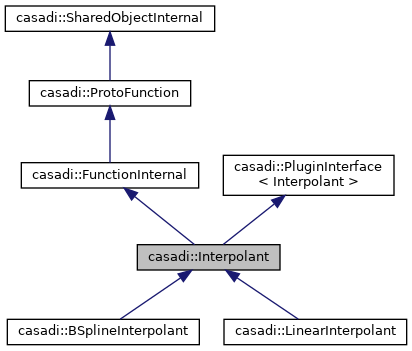 casadi::SharedObjectInternal
casadi::ProtoFunction
casadi::FunctionInternal
casadi::PluginInterface
< Interpolant >
casadi::Interpolant
casadi::BSplineInterpolant
casadi::LinearInterpolant